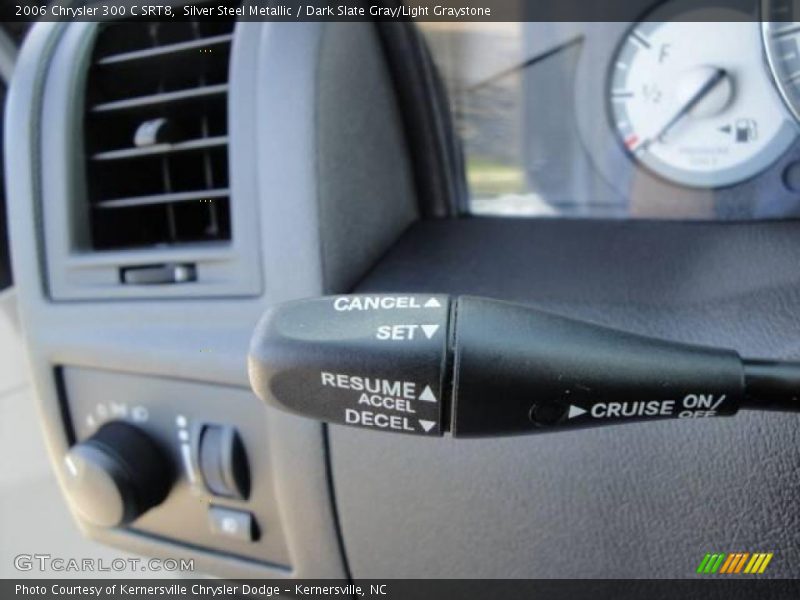 2006 Chrysler 300 C SRT8, Silver Steel Metallic / Dark Slate Gray/Light Graystone
F
1/2
CANCEL▲
SET▼
RESUME▲
ACCEL
DECEL▼
▶CRUISE ON/
OFF
GTCARLOT.COM
Photo Courtesy of Kernersville Chrysler Dodge – Kernersville, NC